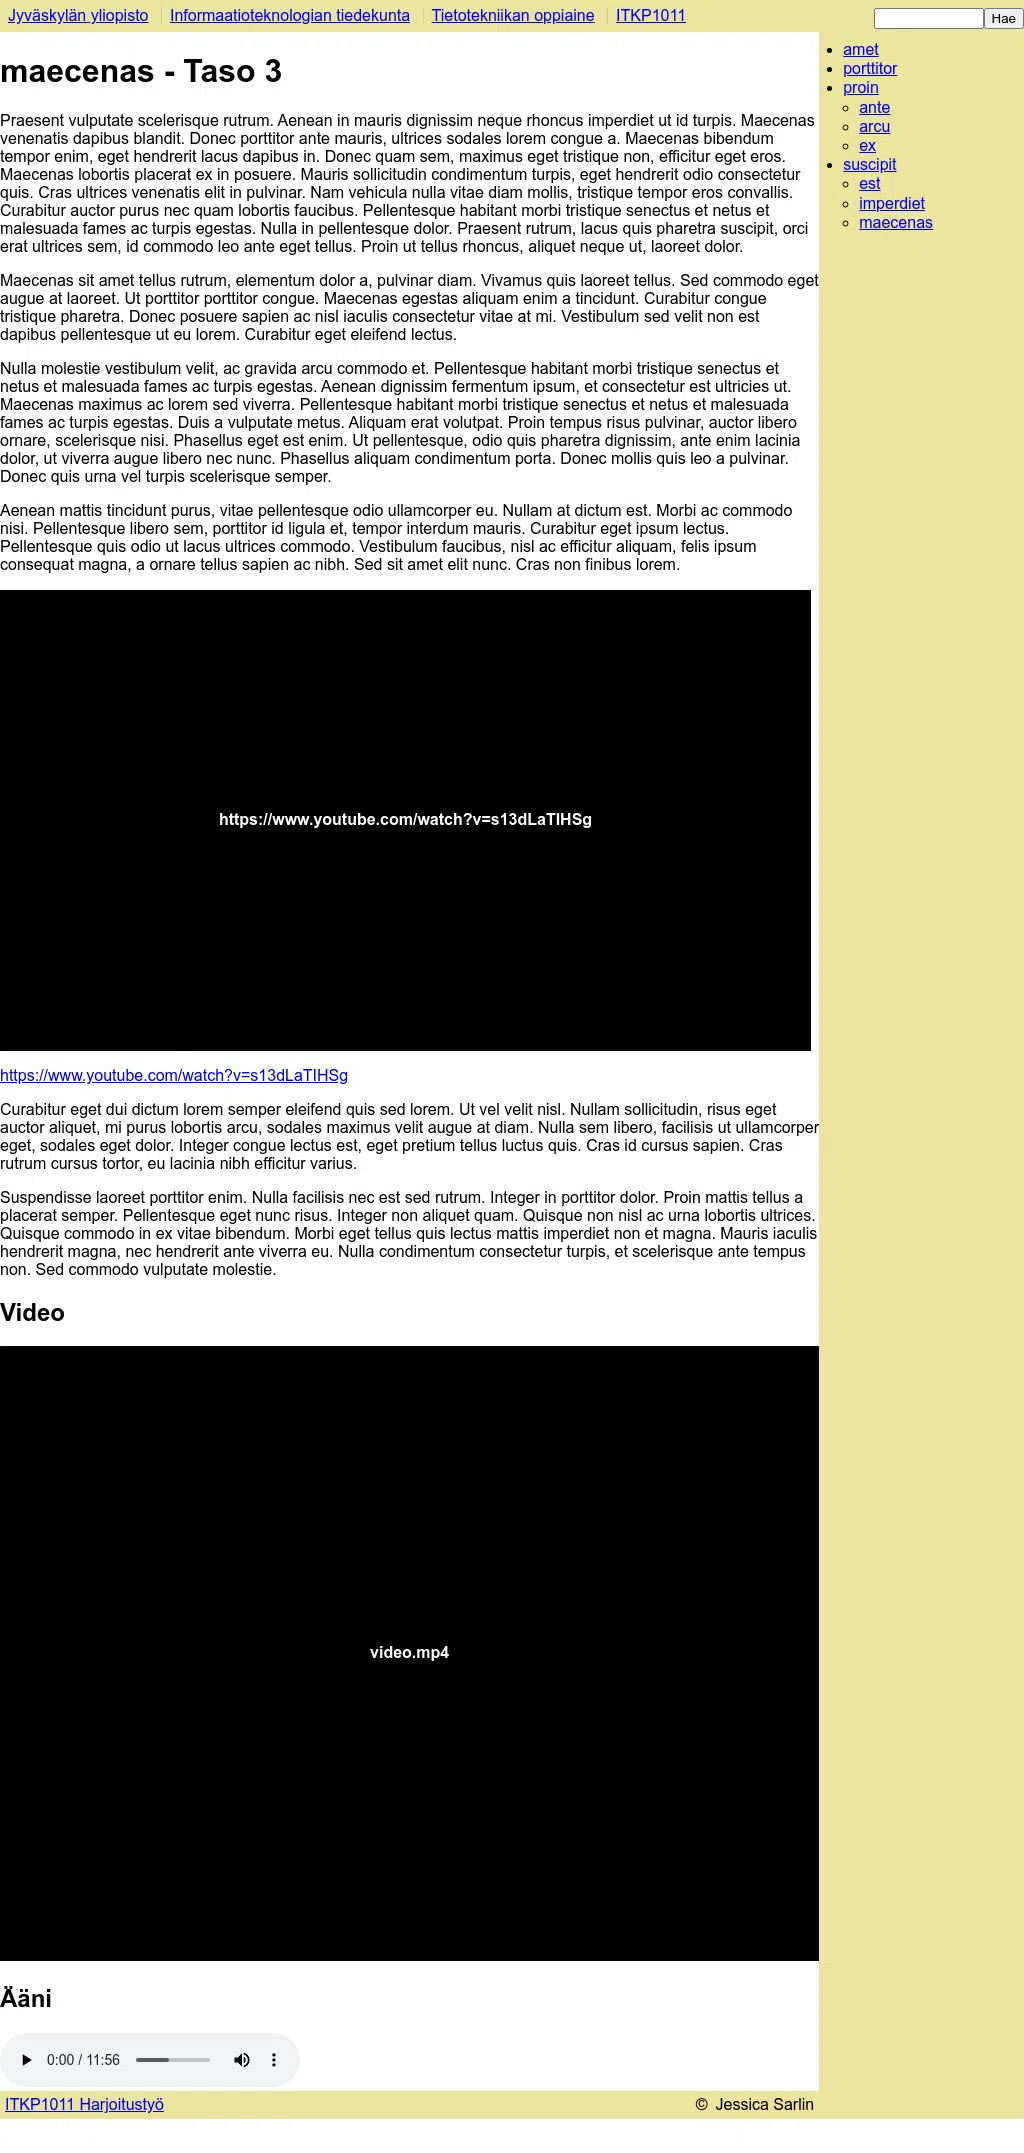 Jyväskylän yliopisto Informaatioteknologian tiedekunta Tietotekniikan oppiaine ITKP1011 Hae
maecenas - Taso 3
Praesent vulputate scelerisque rutrum. Aenean in mauris dignissim neque rhoncus imperdiet ut id turpis. Maecenas
venenatis dapibus blandit. Donec porttitor ante mauris, ultrices sodales lorem congue a. Maecenas bibendum
tempor enim, eget hendrerit lacus dapibus in. Donec quam sem, maximus eget tristique non, efficitur eget eros.
Maecenas lobortis placerat ex in posuere. Mauris sollicitudin condimentum turpis, eget hendrerit odio consectetur
quis. Cras ultrices venenatis elit in pulvinar. Nam vehicula nulla vitae diam mollis, tristique tempor eros convallis.
Curabitur auctor purus nec quam lobortis faucibus. Pellentesque habitant morbi tristique senectus et netus et
malesuada fames ac turpis egestas. Nulla in pellentesque dolor. Praesent rutrum, lacus quis pharetra suscipit, orci
erat ultrices sem, id commodo leo ante eget tellus. Proin ut tellus rhoncus, aliquet neque ut, laoreet dolor.
Maecenas sit amet tellus rutrum, elementum dolor a, pulvinar diam. Vivamus quis laoreet tellus. Sed commodo eget
augue at laoreet. Ut porttitor porttitor congue. Maecenas egestas aliquam enim a tincidunt. Curabitur congue
tristique pharetra. Donec posuere sapien ac nisl iaculis consectetur vitae at mi. Vestibulum sed velit non est
dapibus pellentesque ut eu lorem. Curabitur eget eleifend lectus.
Nulla molestie vestibulum velit, ac gravida arcu commodo et. Pellentesque habitant morbi tristique senectus et
netus et malesuada fames ac turpis egestas. Aenean dignissim fermentum ipsum, et consectetur est ultricies ut.
Maecenas maximus ac lorem sed viverra. Pellentesque habitant morbi tristique senectus et netus et malesuada
fames ac turpis egestas. Duis a vulputate metus. Aliquam erat volutpat. Proin tempus risus pulvinar, auctor libero
ornare, scelerisque nisi. Phasellus eget est enim. Ut pellentesque, odio quis pharetra dignissim, ante enim lacinia
dolor, ut viverra augue libero nec nunc. Phasellus aliquam condimentum porta. Donec mollis quis leo a pulvinar.
Donec quis urna vel turpis scelerisque semper.
Aenean mattis tincidunt purus, vitae pellentesque odio ullamcorper eu. Nullam at dictum est. Morbi ac commodo
nisi. Pellentesque libero sem, porttitor id ligula et, tempor interdum mauris. Curabitur eget ipsum lectus.
Pellentesque quis odio ut lacus ultrices commodo. Vestibulum faucibus, nisl ac efficitur aliquam, felis ipsum
consequat magna, a ornare tellus sapien ac nibh. Sed sit amet elit nunc. Cras non finibus lorem.
https://www.youtube.com/watch?v=s13dLaTIHSg
https://www.youtube.com/watch?v=s13dLaTIHSg
Curabitur eget dui dictum lorem semper eleifend quis sed lorem. Ut vel velit nisl. Nullam sollicitudin, risus eget
auctor aliquet, mi purus lobortis arcu, sodales maximus velit augue at diam. Nulla sem libero, facilisis ut ullamcorper
eget, sodales eget dolor. Integer congue lectus est, eget pretium tellus luctus quis. Cras id cursus sapien. Cras
rutrum cursus tortor, eu lacinia nibh efficitur varius.
Suspendisse laoreet porttitor enim. Nulla facilisis nec est sed rutrum. Integer in porttitor dolor. Proin mattis tellus a
placerat semper. Pellentesque eget nunc risus. Integer non aliquet quam. Quisque non nisl ac urna lobortis ultrices.
Quisque commodo in ex vitae bibendum. Morbi eget tellus quis lectus mattis imperdiet non et magna. Mauris iaculis
hendrerit magna, nec hendrerit ante viverra eu. Nulla condimentum consectetur turpis, et scelerisque ante tempus
non. Sed commodo vulputate molestie.
Video
video.mp4
Ääni
0:00 / 11:56
amet
porttitor
proin
ante
arcu
ex
suscipit
est
imperdiet
maecenas
ITKP1011 Harjoitustyö © Jessica Sarlin